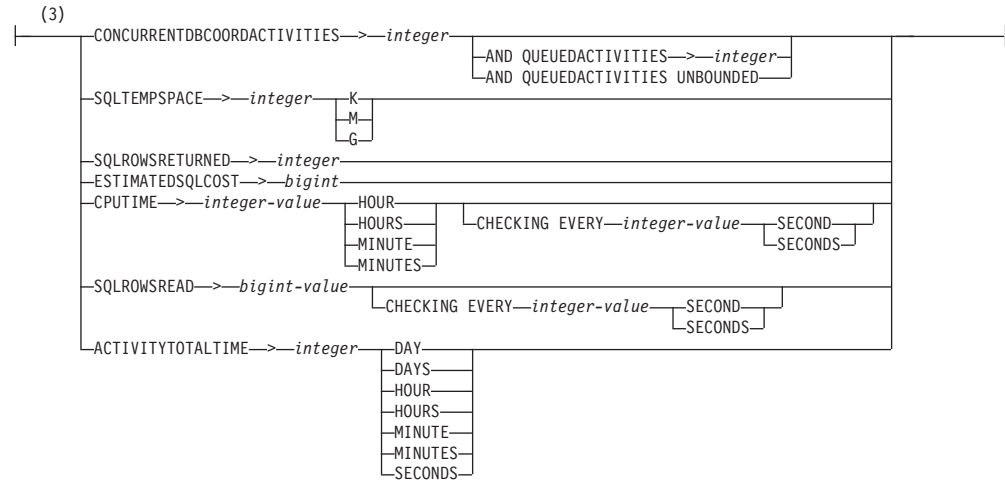 (3)
CONCURRENTDBCOORDACTIVITIES > integer
AND QUEUEDACTIVITIES > integer
AND QUEUEDACTIVITIES UNBOUNDED
SQLTEMPSPACE > integer K
M
G
SQLROWSRETURNED > integer
ESTIMATEDSQLCOST > bigint
CPUTIME > integer-value HOUR
HOURS
MINUTE
MINUTES
CHECKING EVERY integer-value SECOND
SECONDS
SQLROWSREAD > bigint-value
CHECKING EVERY integer-value SECOND
SECONDS
ACTIVITYTOTALTIME > integer DAY
DAYS
HOUR
HOURS
MINUTE
MINUTES
SECONDS